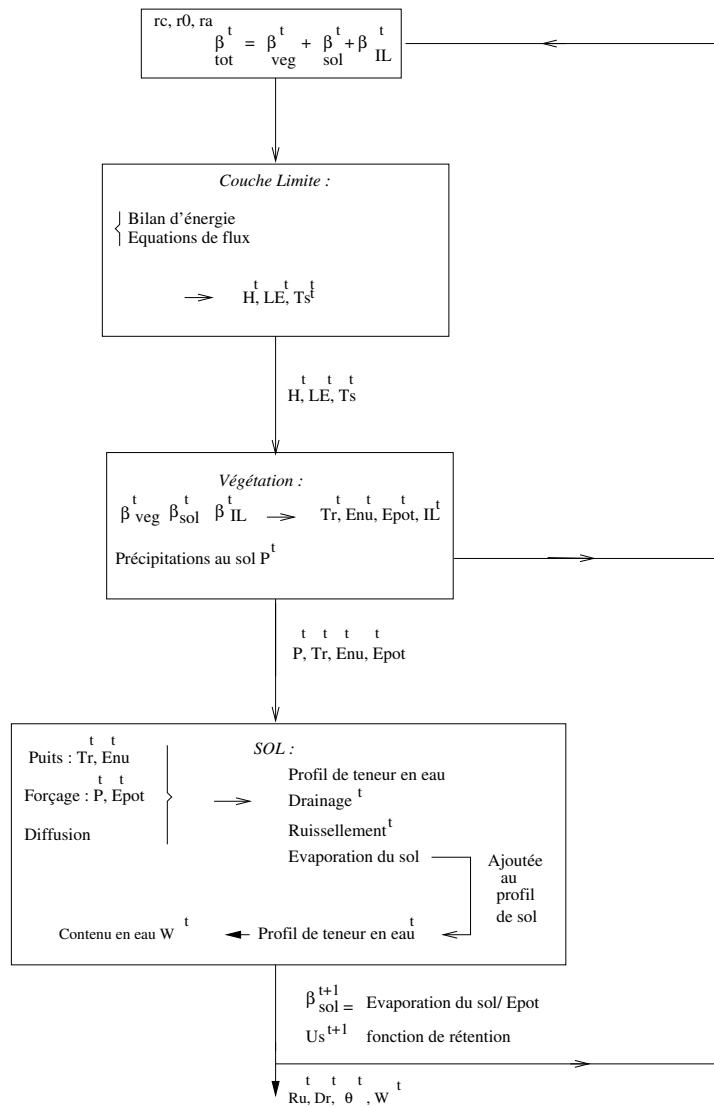 rc, r0, ra
β^t_tot = β^t_veg + β^t_sol + β^t_IL
Couche Limite :
Bilan d'énergie
Equations de flux
H^t, LE^t, Ts^t^t
H^t, LE^t, Ts^t
Végétation :
β^t_veg β^t_sol β^t_IL Tr^t, Enu^t, Epot^t, IL^t
Précipitations au sol P^t
P^t, Tr^t, Enu^t, Epot^t
SOL :
Puits : Tr^t, Enu^t
Forçage : P^t, Epot^t
Diffusion
Profil de teneur en eau
Drainage^t
Ruissellement^t
Evaporation du sol
Ajoutée
au
profil
de sol
Contenu en eau W^t
Profil de teneur en eau^t
β^t+1_sol = Evaporation du sol/ Epot
Us^t+1 fonction de rétention
Ru^t, Dr^t, θ^t, W^t